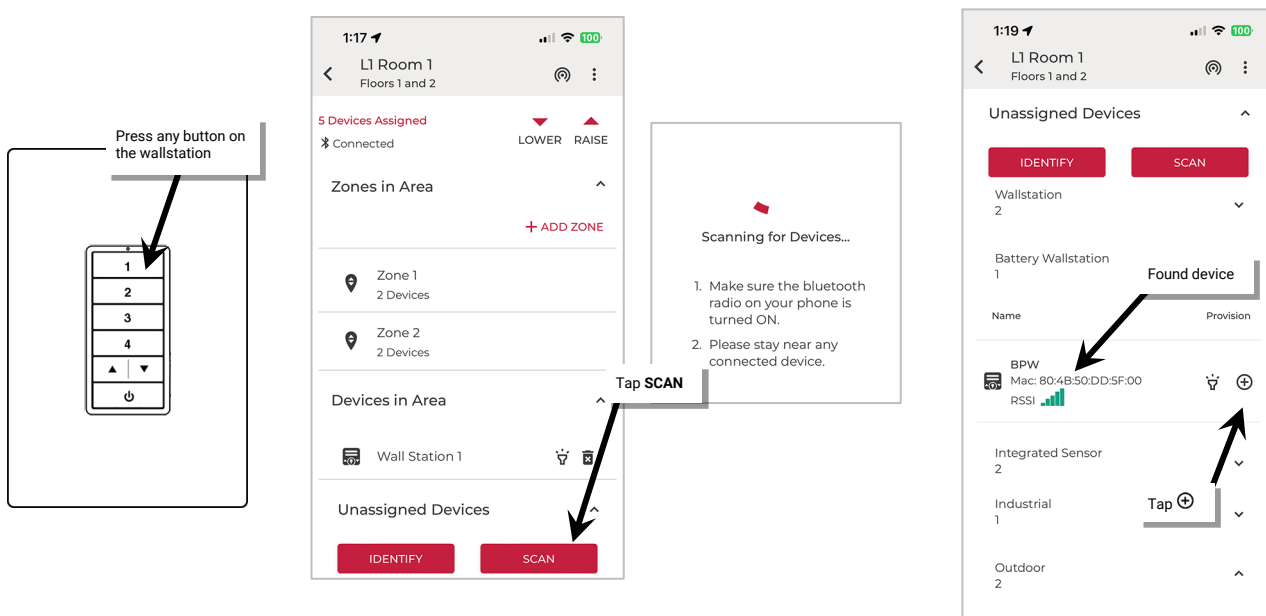 Press any button on
the wallstation
1
2
3
4
1:17
100
L1 Room 1
Floors 1 and 2
5 Devices Assigned
Connected
LOWER RAISE
Zones in Area
+ ADD ZONE
Zone 1
2 Devices
Zone 2
2 Devices
Devices in Area
Wall Station 1
Unassigned Devices
IDENTIFY SCAN
Tap SCAN
Scanning for Devices...
1. Make sure the bluetooth
radio on your phone is
turned ON.
2. Please stay near any
connected device.
1:19
100
L1 Room 1
Floors 1 and 2
Unassigned Devices
IDENTIFY SCAN
Wallstation
2
Battery Wallstation
1
Found device
Name Provision
BPW
Mac: 80:4B:50:DD:5F:00
RSSI
Integrated Sensor
2
Industrial
1
Tap ⊕
Outdoor
2